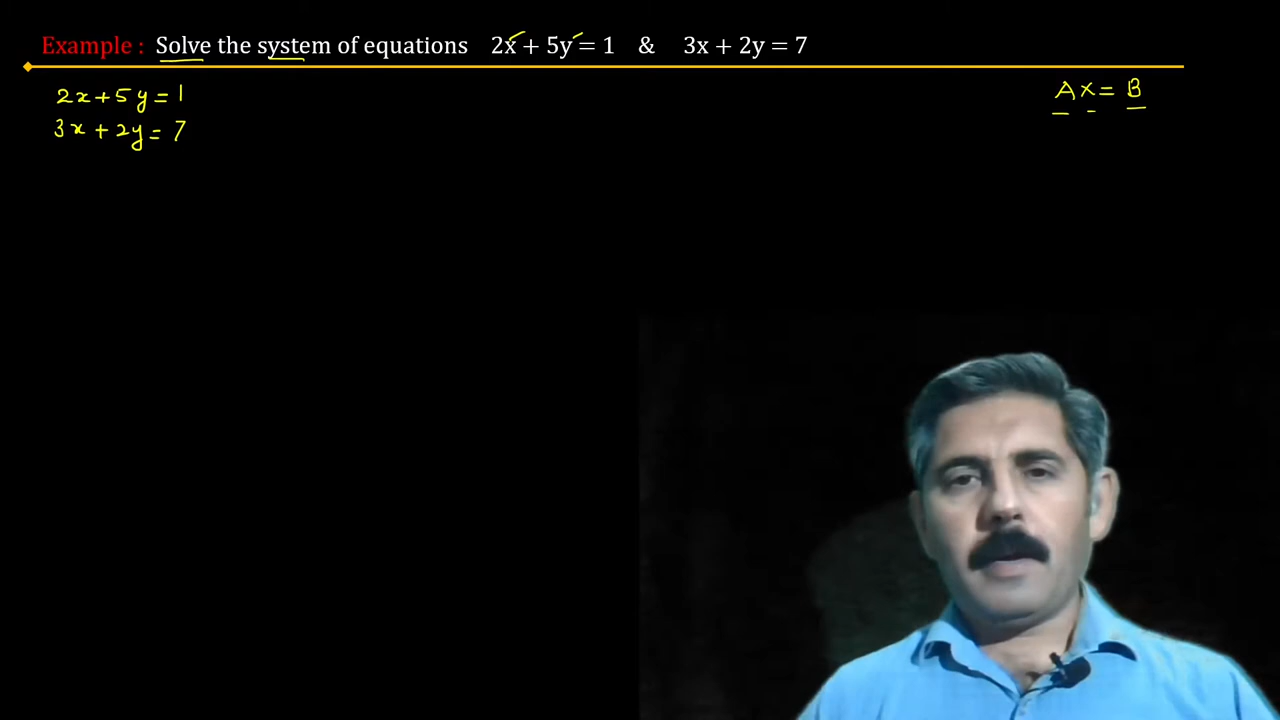 Example : Solve the system of equations 2x + 5y = 1 & 3x + 2y = 7
2x + 5y = 1
AX = B
3x + 2y = 7